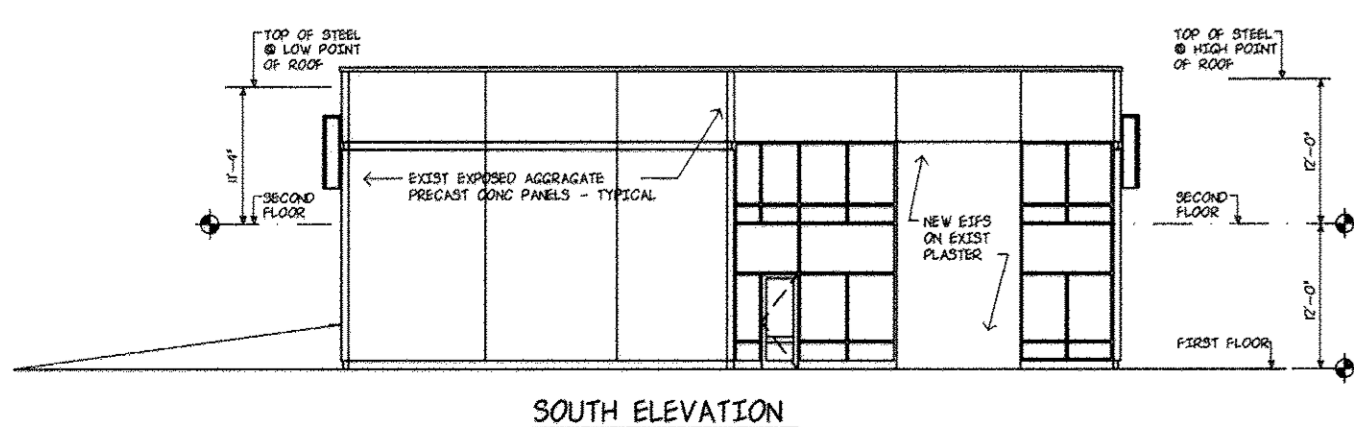 TOP OF STEEL
@ LOW POINT
OF ROOF
TOP OF STEEL
@ HIGH POINT
OF ROOF
11'-4"
12'-0"
EXIST EXPOSED AGGRAGATE
PRECAST CONC PANELS - TYPICAL
SECOND
FLOOR
SECOND
FLOOR
NEW EIFS
ON EXIST
PLASTER
12'-0"
FIRST FLOOR
SOUTH ELEVATION